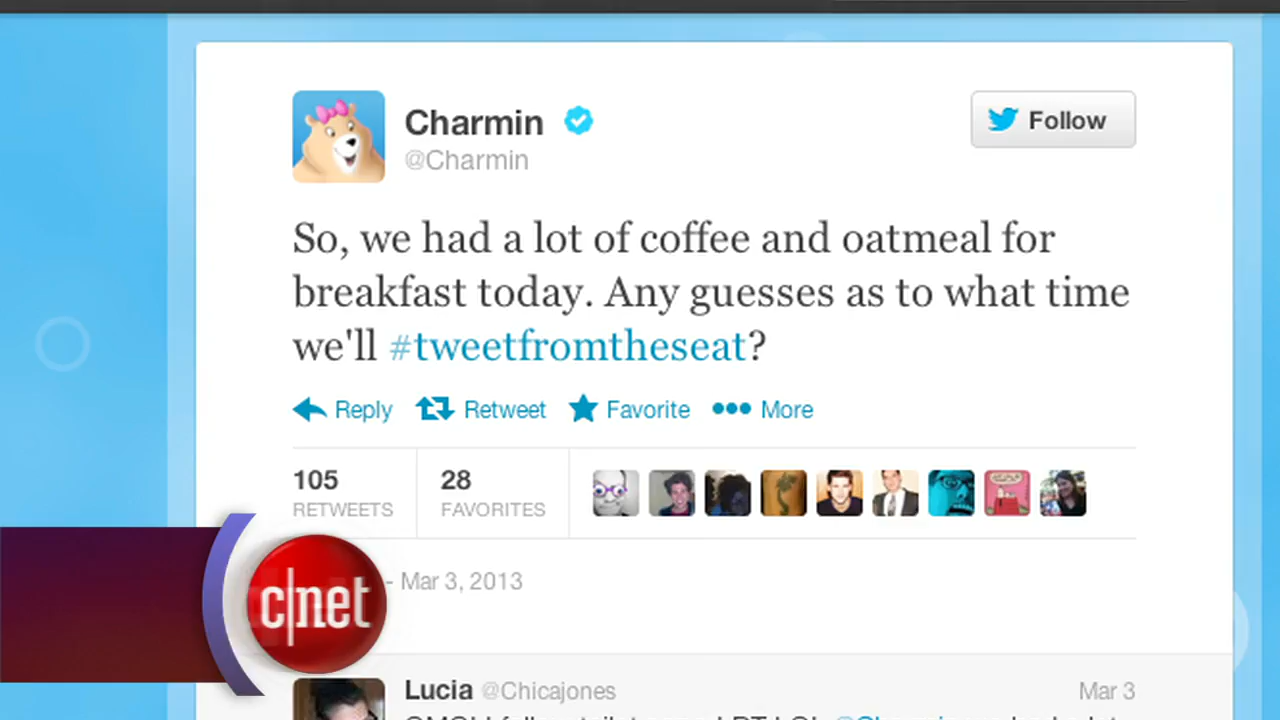 Charmin
@Charmin
Follow
So, we had a lot of coffee and oatmeal for
breakfast today. Any guesses as to what time
we'll #tweetfromtheseat?
Reply Retweet Favorite More
105 28
RETWEETS FAVORITES
- Mar 3, 2013
c|net
Lucia @Chicajones Mar 3